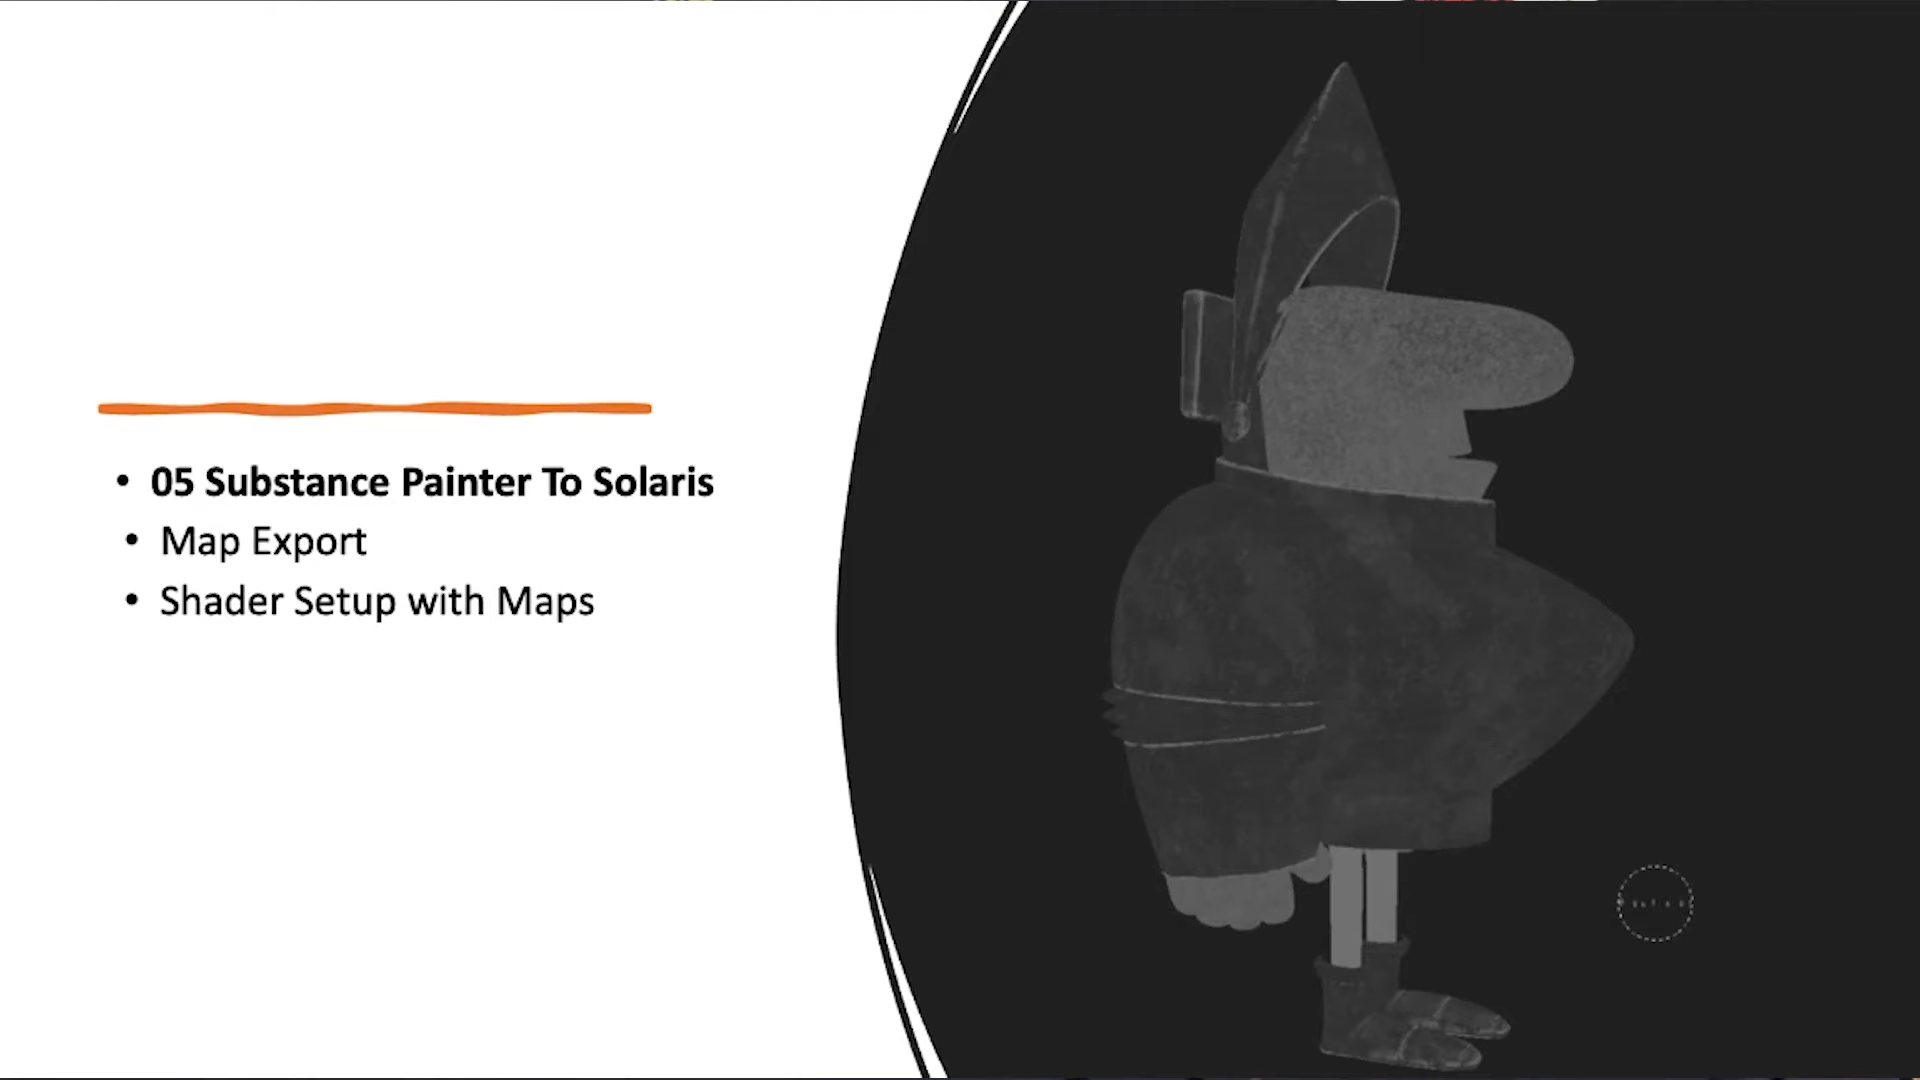 • 05 Substance Painter To Solaris
• Map Export
• Shader Setup with Maps